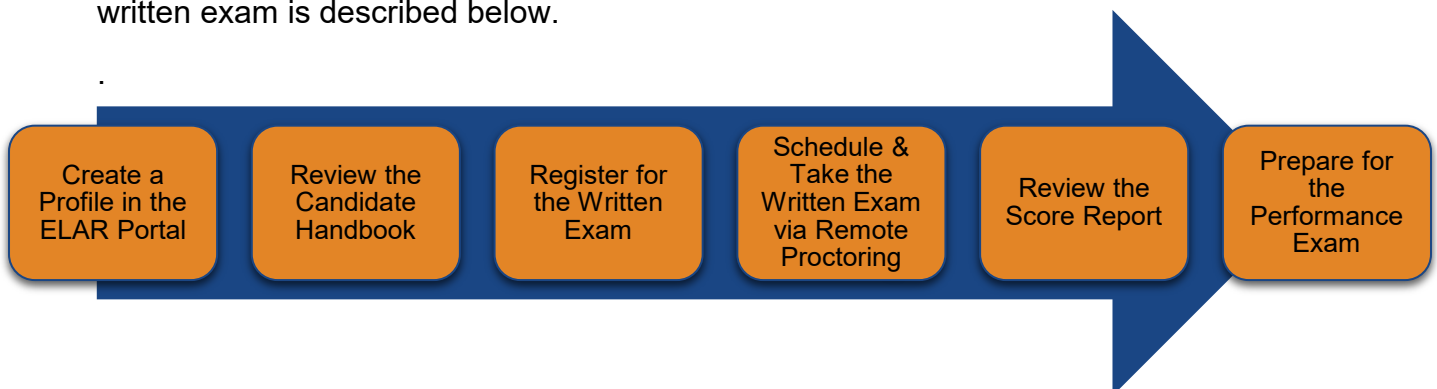 written exam is described below.
.
Create a
Profile in the
ELAR Portal
Review the
Candidate
Handbook
Register for
the Written
Exam
Schedule &
Take the
Written Exam
via Remote
Proctoring
Review the
Score Report
Prepare for
the
Performance
Exam